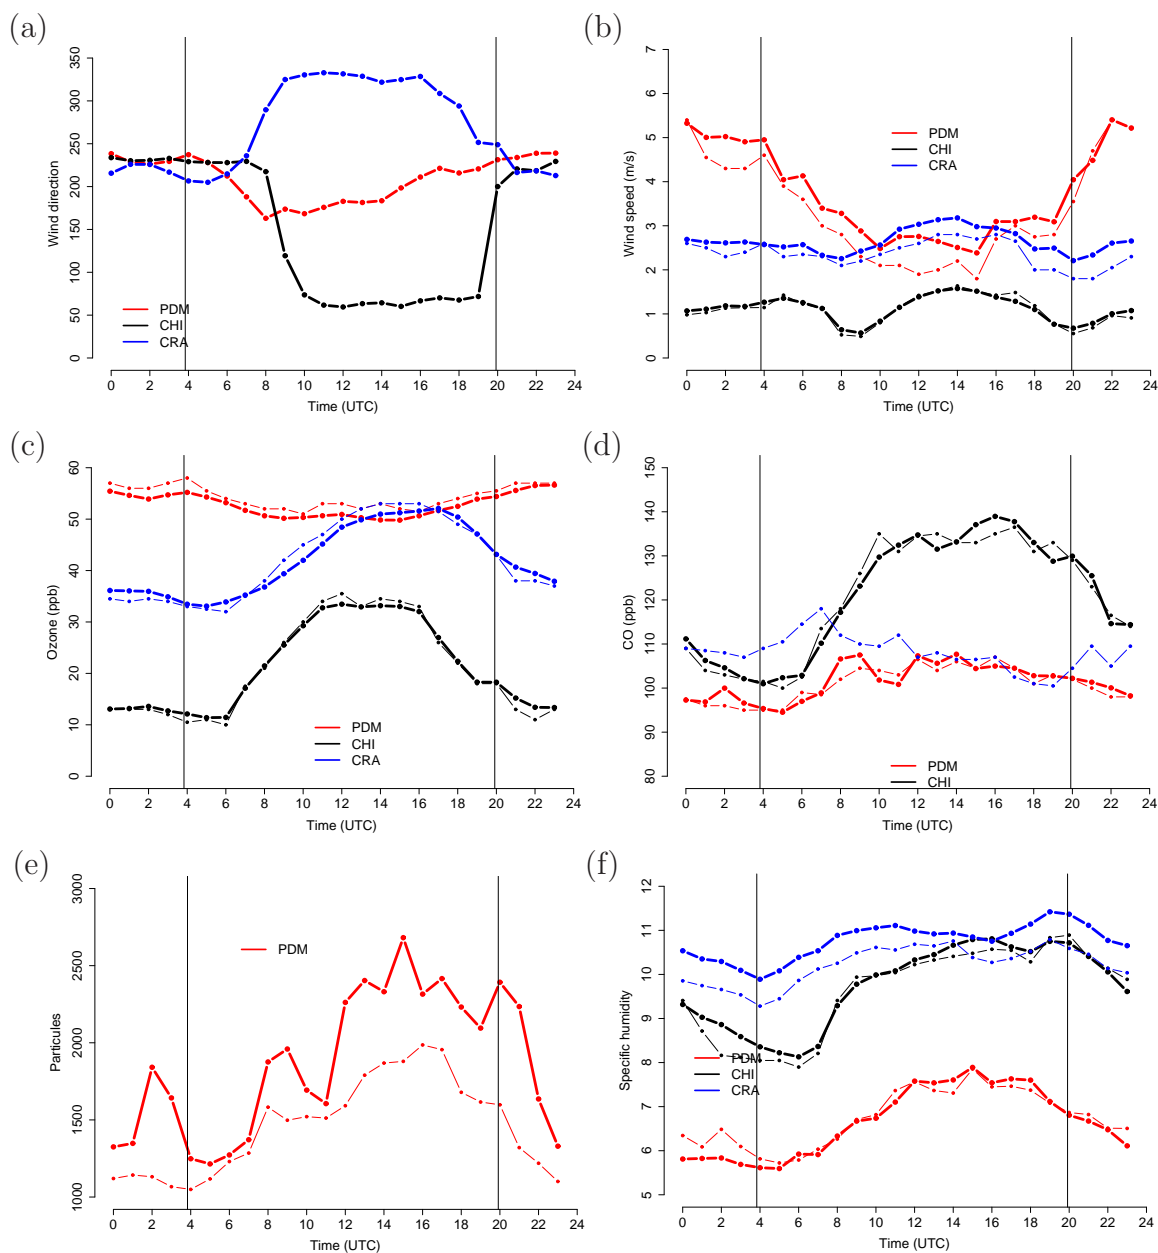 (a)
350
300
250
200
150
100
50
0
Wind direction
PDM
CHI
CRA
0 2 4 6 8 10 12 14 16 18 20 22 24
Time (UTC)
(b)
7
6
5
4
3
2
1
0
Wind speed (m/s)
PDM
CHI
CRA
0 2 4 6 8 10 12 14 16 18 20 22 24
Time (UTC)
(c)
60
50
40
30
20
10
0
Ozone (ppb)
PDM
CHI
CRA
0 2 4 6 8 10 12 14 16 18 20 22 24
Time (UTC)
(d)
150
140
130
120
110
100
90
80
CO (ppb)
PDM
CHI
0 2 4 6 8 10 12 14 16 18 20 22 24
Time (UTC)
(e)
3000
2500
2000
1500
1000
Particules
PDM
0 2 4 6 8 10 12 14 16 18 20 22 24
Time (UTC)
(f)
12
11
10
9
8
7
6
5
Specific humidity
PDM
CHI
CRA
0 2 4 6 8 10 12 14 16 18 20 22 24
Time (UTC)